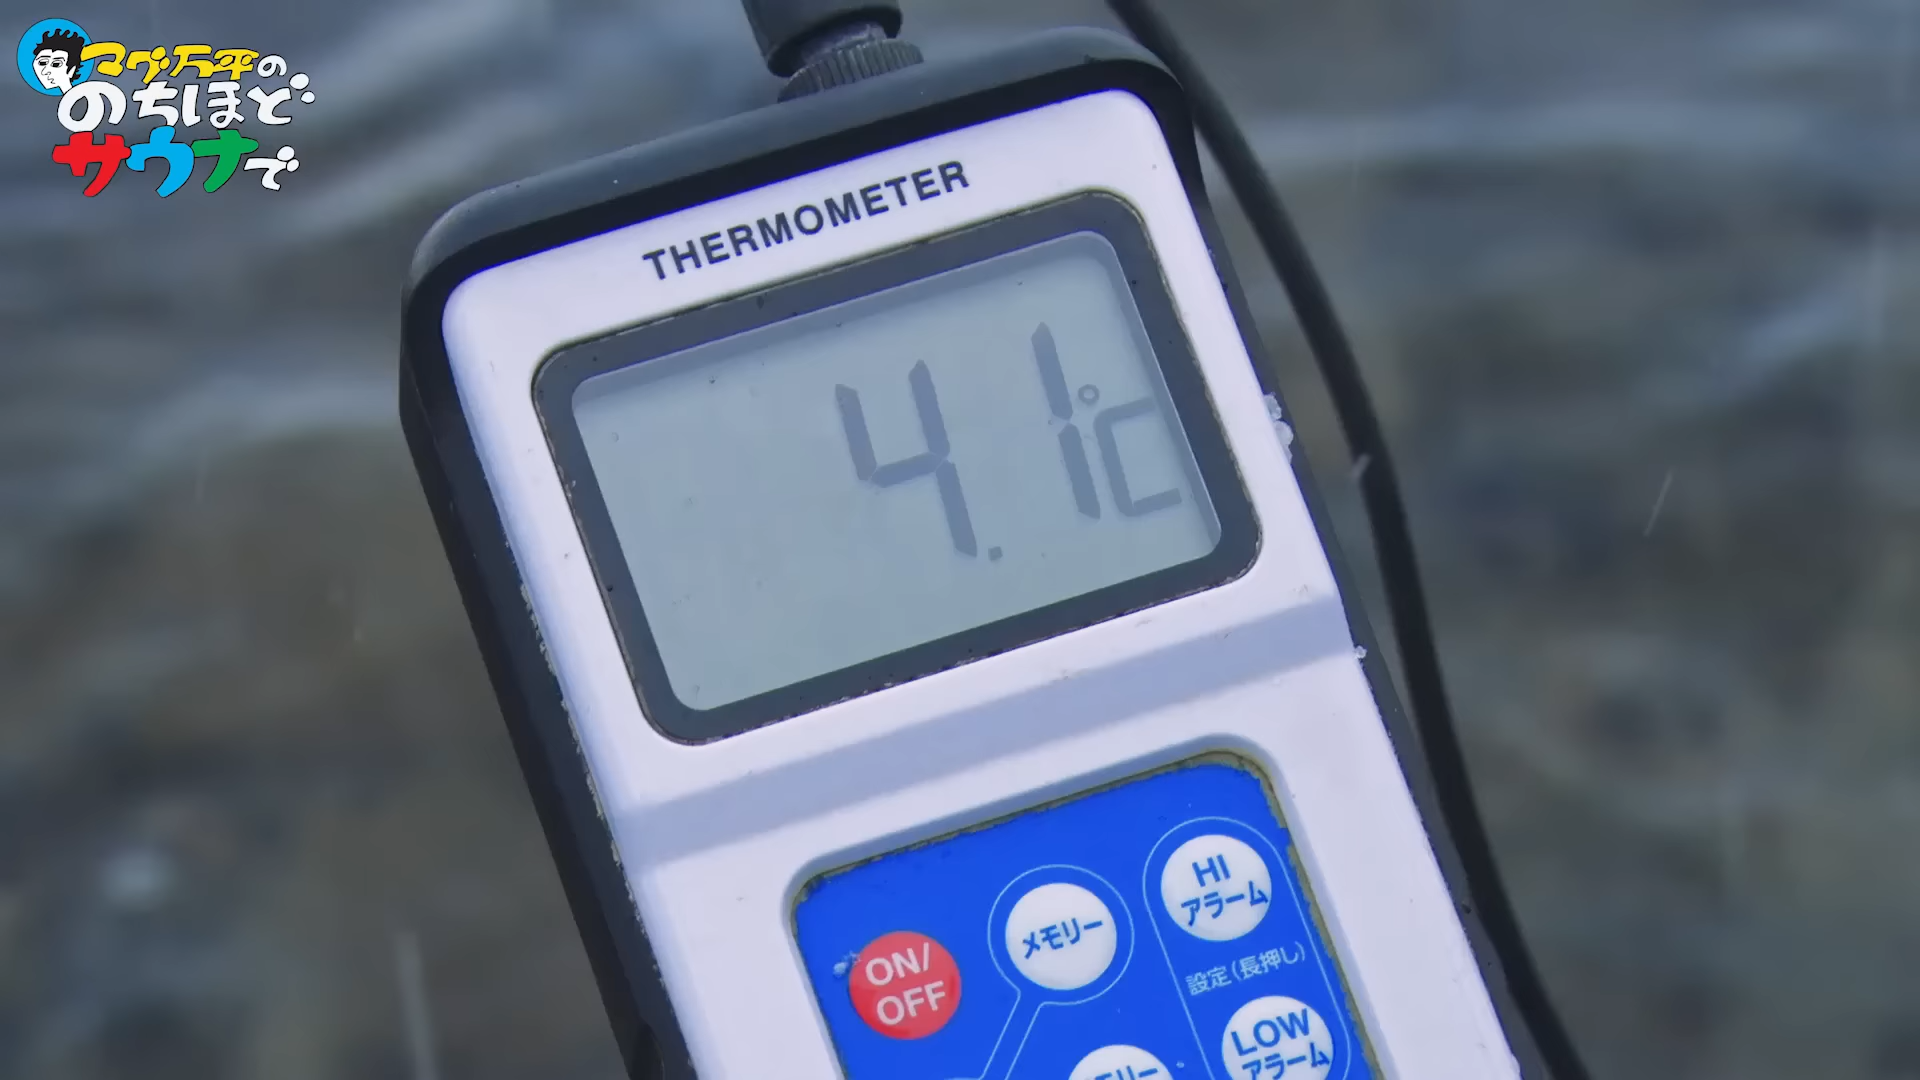 マグ万平の
のちほど
サウナで
THERMOMETER
4.1℃
HI
アラーム
メモリー
ON/
OFF
設定(長押し)
LOW
アラーム